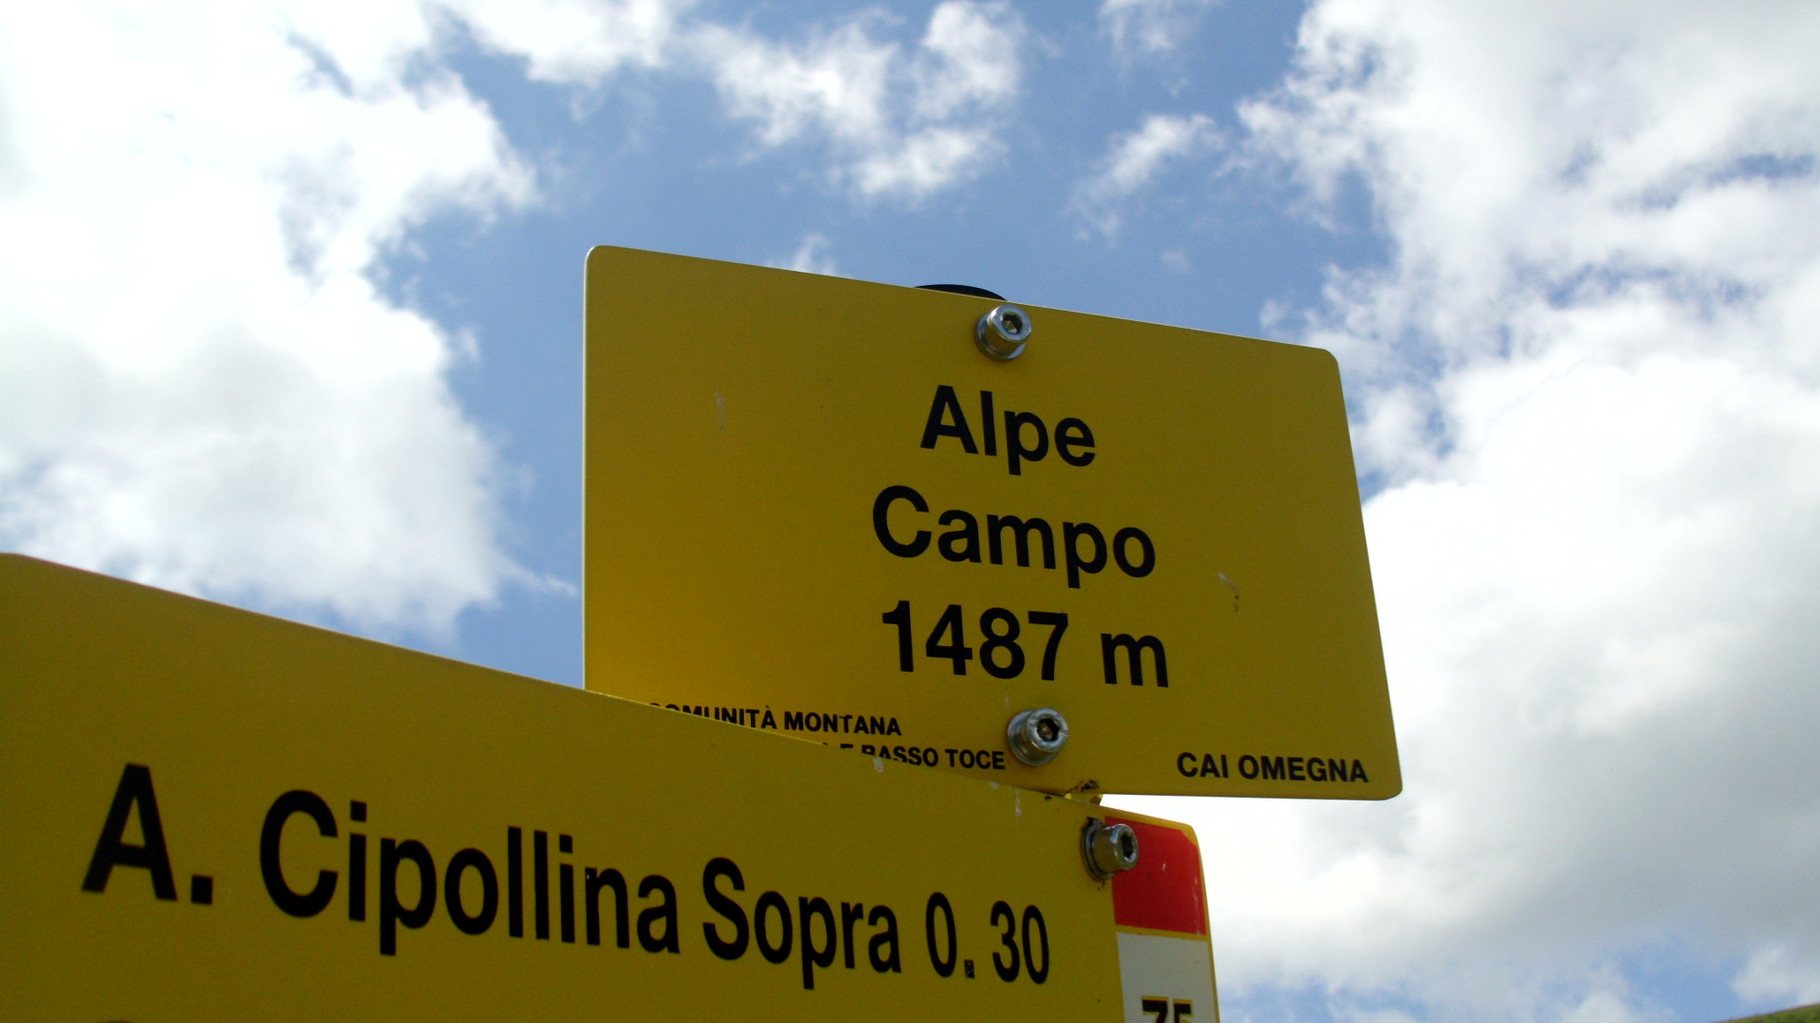 Alpe
Campo
1487 m
COMUNITÀ MONTANA
E BASSO TOCE
CAI OMEGNA
A. Cipollina Sopra 0.30